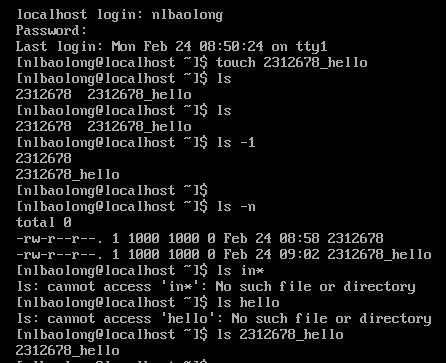 localhost login: nlbaolong
Password:
Last login: Mon Feb 24 08:50:24 on tty1
[nlbaolong@localhost ~]$ touch 2312678_hello
[nlbaolong@localhost ~]$ ls
2312678  2312678_hello
[nlbaolong@localhost ~]$ ls
2312678  2312678_hello
[nlbaolong@localhost ~]$ ls -1
2312678
2312678_hello
[nlbaolong@localhost ~]$
[nlbaolong@localhost ~]$ ls -n
total 0
-rw-r--r--. 1 1000 1000 0 Feb 24 08:58 2312678
-rw-r--r--. 1 1000 1000 0 Feb 24 09:02 2312678_hello
[nlbaolong@localhost ~]$ ls in*
ls: cannot access 'in*': No such file or directory
[nlbaolong@localhost ~]$ ls hello
ls: cannot access 'hello': No such file or directory
[nlbaolong@localhost ~]$ ls 2312678_hello
2312678_hello
[nlbaolong@localhost ~]$